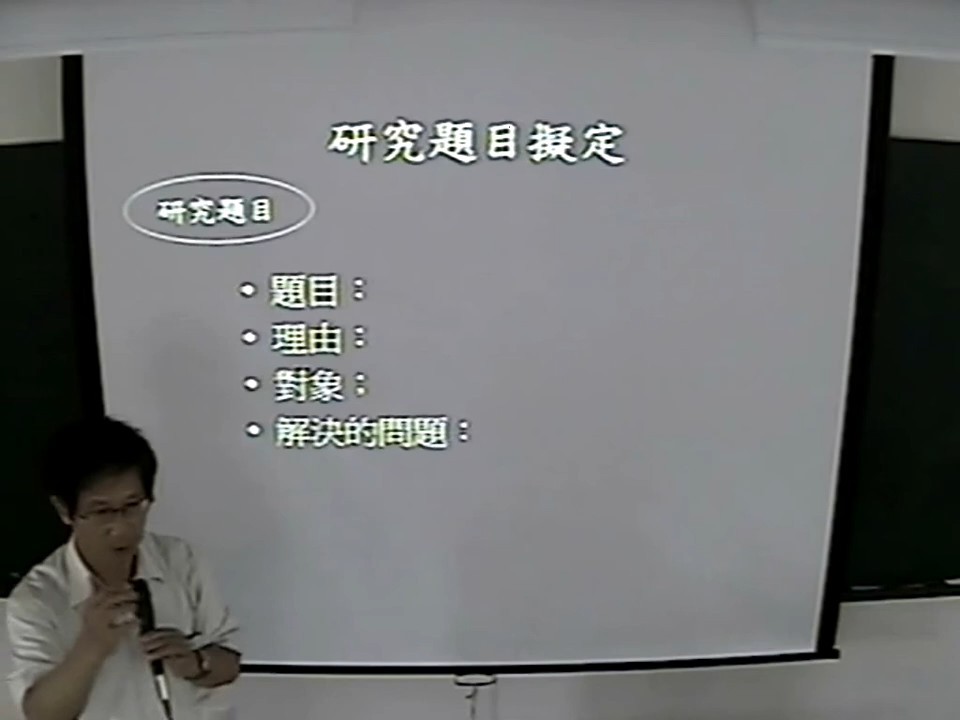 研究題目擬定
研究題目
• 題目：
• 理由：
• 對象：
• 解決的問題：